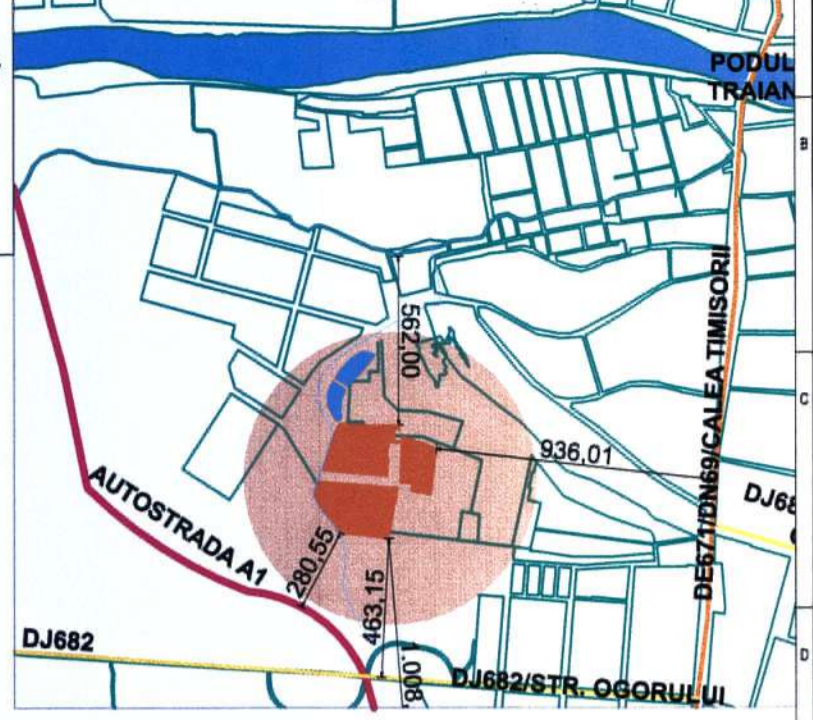 PODUL
TRAIAN
B
562,00
C
936,01
DE671/DN69/CALEA TIMISORII
AUTOSTRADA A1
280,55
463,15
1.008,
DJ682
DJ682/STR. OGORULUI
D